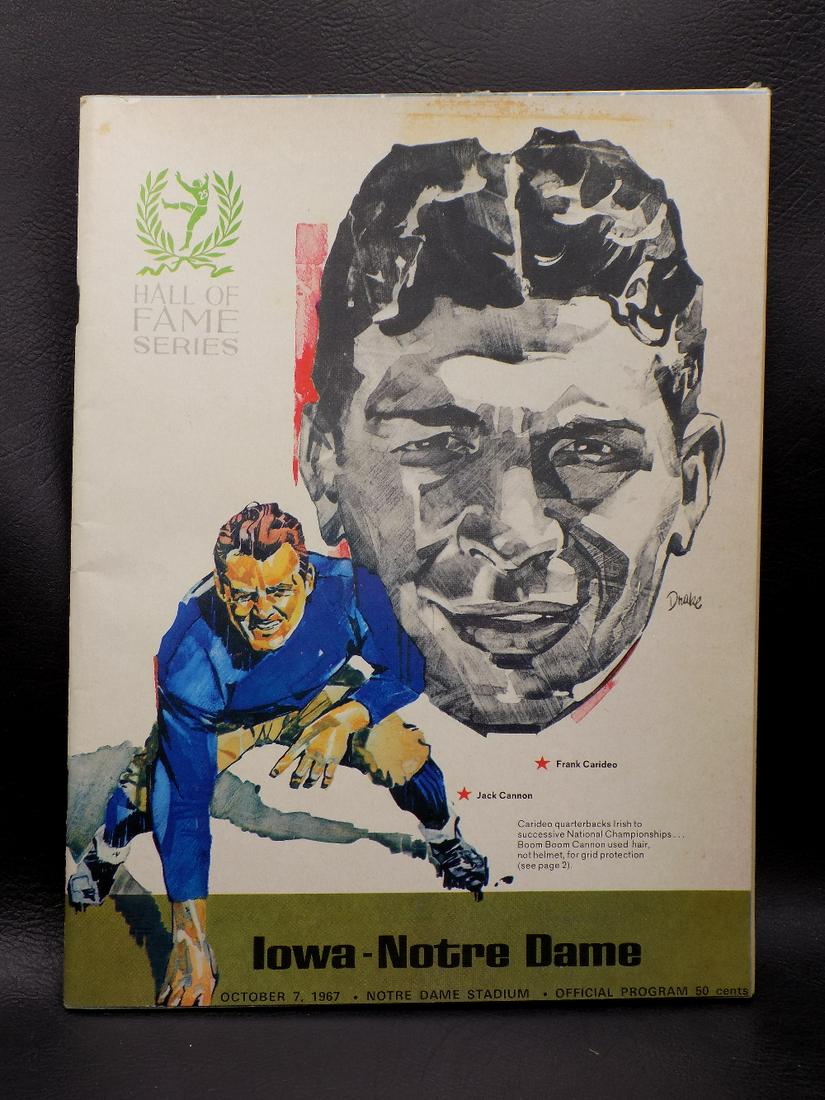 25
HALL OF
FAME
SERIES
Drake
★ Frank Carideo
★ Jack Cannon
Carideo quarterbacks Irish to
successive National Championships...
Boom Boom Cannon used hair,
not helmet, for grid protection
(see page 2).
Iowa-Notre Dame
OCTOBER 7, 1967 • NOTRE DAME STADIUM • OFFICIAL PROGRAM 50 cents